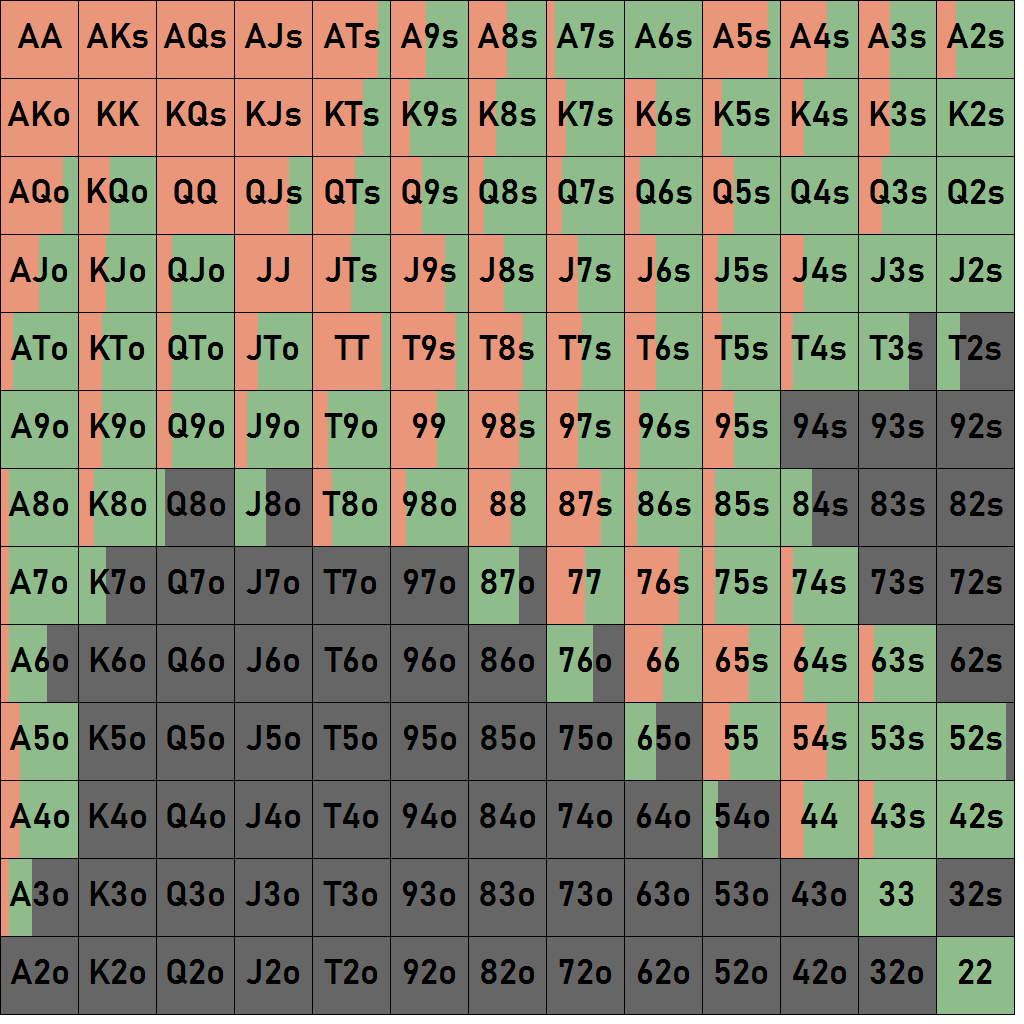 AA AKs AQs AJs ATs A9s A8s A7s A6s A5s A4s A3s A2s
AKo KK KQs KJs KTs K9s K8s K7s K6s K5s K4s K3s K2s
AQo KQo QQ QJs QTs Q9s Q8s Q7s Q6s Q5s Q4s Q3s Q2s
AJo KJo QJo JJ JTs J9s J8s J7s J6s J5s J4s J3s J2s
ATo KTo QTo JTo TT T9s T8s T7s T6s T5s T4s T3s T2s
A9o K9o Q9o J9o T9o 99 98s 97s 96s 95s 94s 93s 92s
A8o K8o Q8o J8o T8o 98o 88 87s 86s 85s 84s 83s 82s
A7o K7o Q7o J7o T7o 97o 87o 77 76s 75s 74s 73s 72s
A6o K6o Q6o J6o T6o 96o 86o 76o 66 65s 64s 63s 62s
A5o K5o Q5o J5o T5o 95o 85o 75o 65o 55 54s 53s 52s
A4o K4o Q4o J4o T4o 94o 84o 74o 64o 54o 44 43s 42s
A3o K3o Q3o J3o T3o 93o 83o 73o 63o 53o 43o 33 32s
A2o K2o Q2o J2o T2o 92o 82o 72o 62o 52o 42o 32o 22